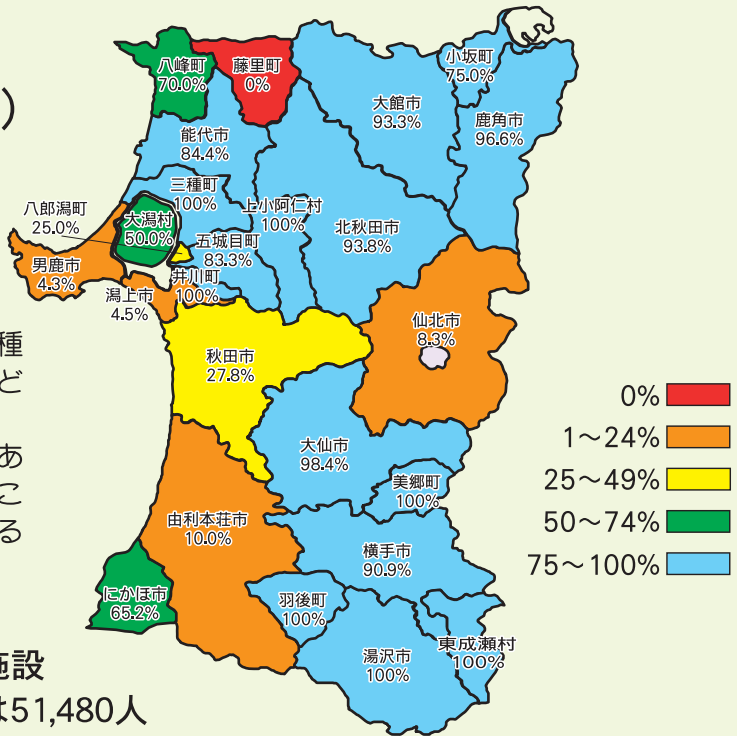 )
八峰町
70.0%
藤里町
0%
小坂町
75.0%
大館市
93.3%
鹿角市
96.6%
能代市
84.4%
三種町
100%
上小阿仁村
100%
北秋田市
93.8%
八郎潟町
25.0%
大潟村
50.0%
五城目町
83.3%
男鹿市
4.3%
井川町
100%
潟上市
4.5%
仙北市
8.3%
秋田市
27.8%
種
ど
あ
こ
る
大仙市
98.4%
美郷町
100%
由利本荘市
10.0%
横手市
90.9%
にかほ市
65.2%
羽後町
100%
湯沢市
100%
東成瀬村
100%
0%
1～24%
25～49%
50～74%
75～100%
施設
は51,480人